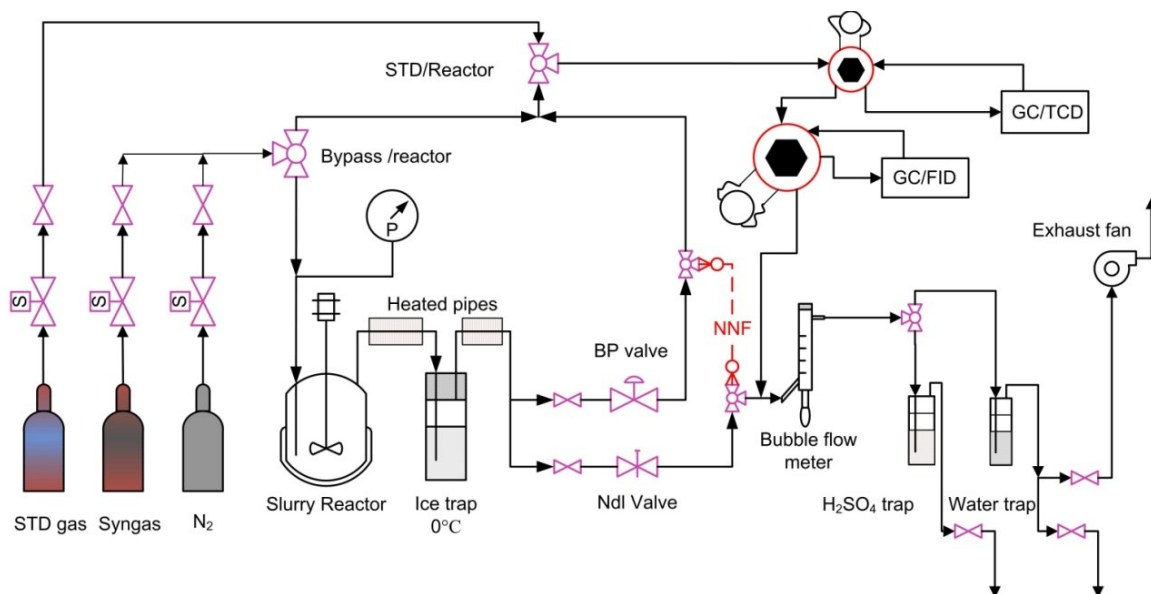 STD/Reactor
GC/TCD
Bypass /reactor
GC/FID
P
Exhaust fan
S
S
S
Heated pipes
NNF
BP valve
Bubble flow
meter
Slurry Reactor
Ice trap
0°C
Ndl Valve
H₂SO₄ trap
Water trap
STD gas
Syngas
N₂